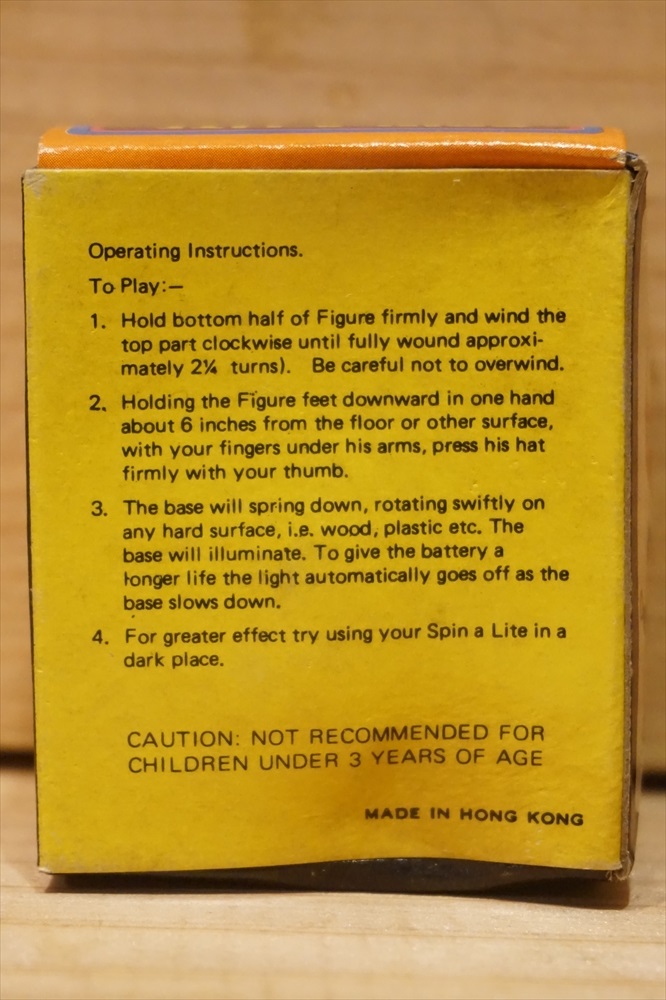 Operating Instructions.
To Play:—
1. Hold bottom half of Figure firmly and wind the
top part clockwise until fully wound approxi-
mately 2¼ turns). Be careful not to overwind.
2. Holding the Figure feet downward in one hand
about 6 inches from the floor or other surface,
with your fingers under his arms, press his hat
firmly with your thumb.
3. The base will spring down, rotating swiftly on
any hard surface, i.e. wood, plastic etc. The
base will illuminate. To give the battery a
longer life the light automatically goes off as the
base slows down.
4. For greater effect try using your Spin a Lite in a
dark place.
CAUTION: NOT RECOMMENDED FOR
CHILDREN UNDER 3 YEARS OF AGE
MADE IN HONG KONG